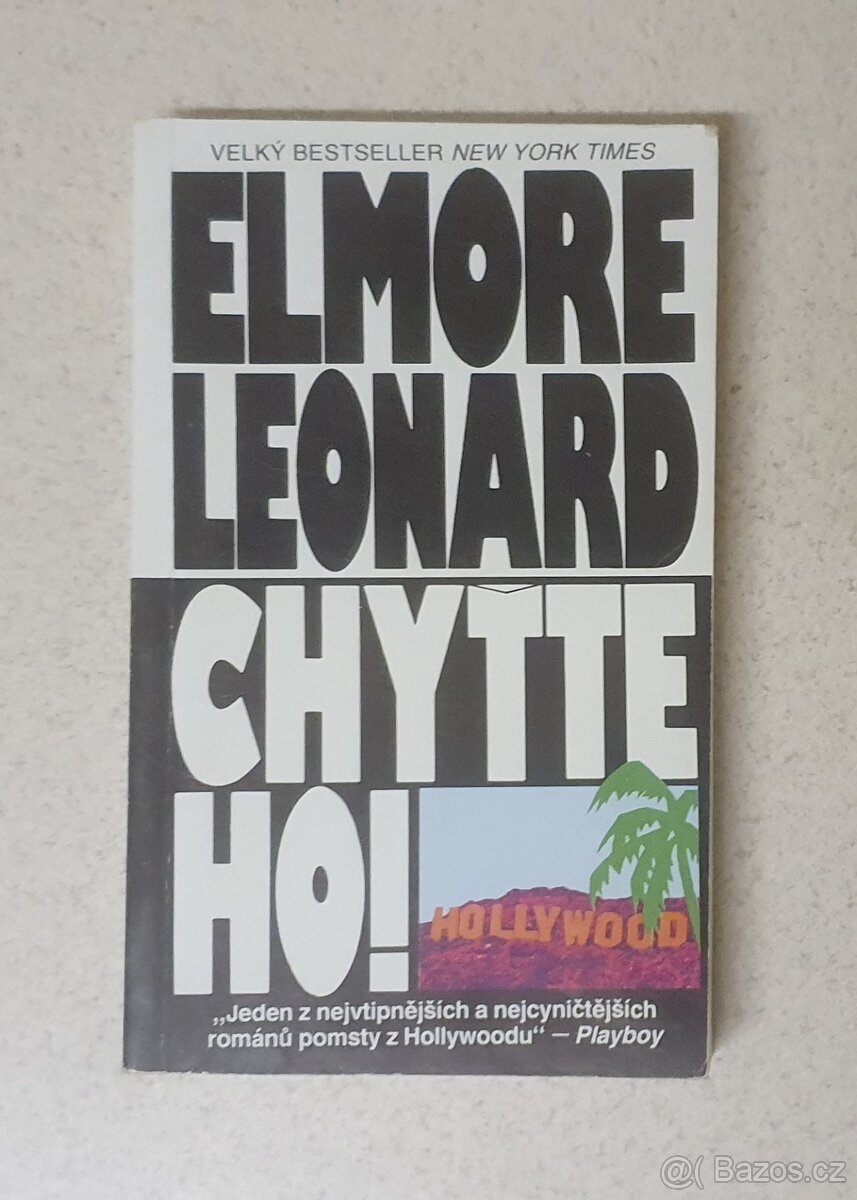 VELKÝ BESTSELLER NEW YORK TIMES
ELMORE
LEONARD
CHYŤTE
HO!
HOLLYWOOD
„Jeden z nejvtipnějších a nejcyničtějších
románů pomsty z Hollywoodu“ – Playboy
@( Bazos.cz